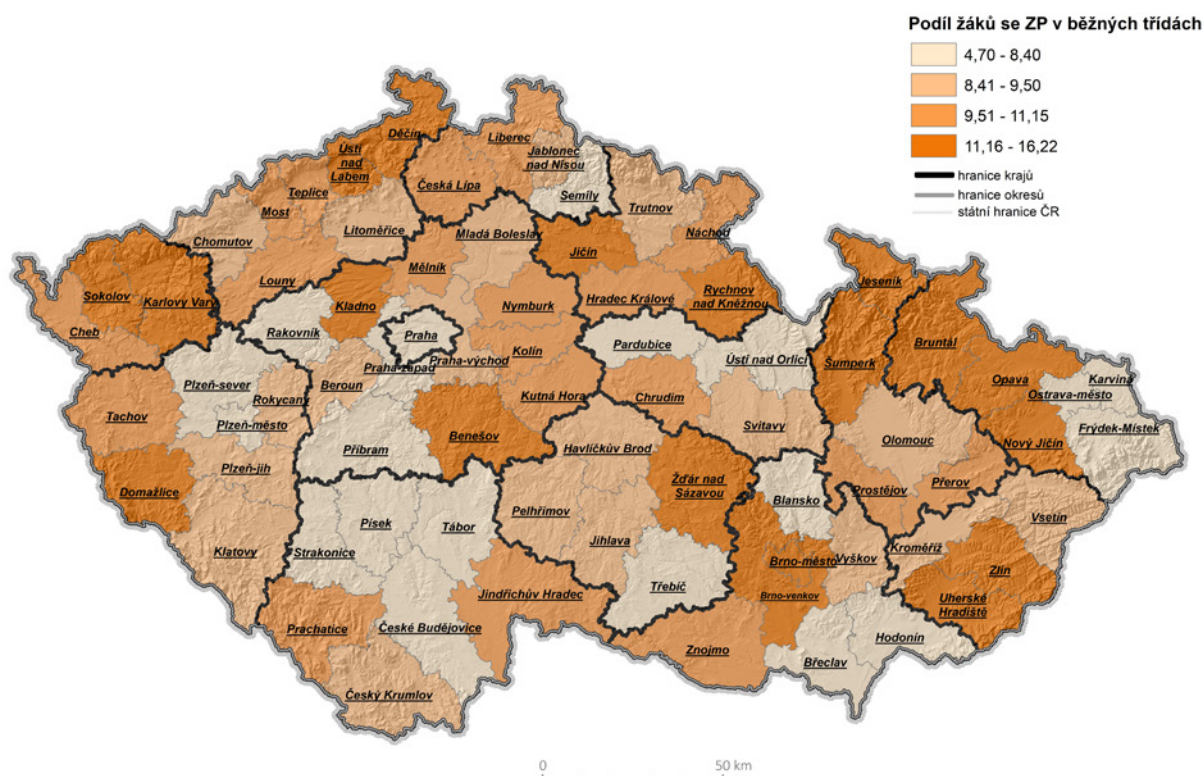 Podíl žáků se ZP v běžných třídách
4,70 - 8,40
8,41 - 9,50
9,51 - 11,15
11,16 - 16,22
hranice krajů
hranice okresů
státní hranice ČR
Děčín
Ústí
nad
Labem
Liberec
Jablonec
nad Nisou
Teplice
Česká Lípa
Semily
Most
Trutnov
Chomutov
Litoměřice
Mladá Boleslav
Náchod
Jičín
Louny
Mělník
Jeseník
Sokolov
Karlovy Vary
Kladno
Nymburk
Hradec Králové
Rychnov
nad Kněžnou
Cheb
Rakovník
Praha
Pardubice
Ústí nad Orlicí
Bruntál
Kolín
Praha-východ
Praha-západ
Plzeň-sever
Beroun
Šumperk
Opava
Karviná
Ostrava-město
Rokycany
Tachov
Kutná Hora
Chrudim
Plzeň-město
Svitavy
Frýdek-Místek
Benešov
Příbram
Havlíčkův Brod
Olomouc
Nový Jičín
Plzeň-jih
Žďár nad
Sázavou
Domažlice
Přerov
Prostějov
Blansko
Pelhřimov
Vsetín
Písek
Tábor
Jihlava
Klatovy
Strakonice
Kroměříž
Brno-město
Vyškov
Třebíč
Zlín
Jindřichův Hradec
Brno-venkov
Uherské
Hradiště
Prachatice
České Budějovice
Hodonín
Znojmo
Břeclav
Český Krumlov
0 50 km